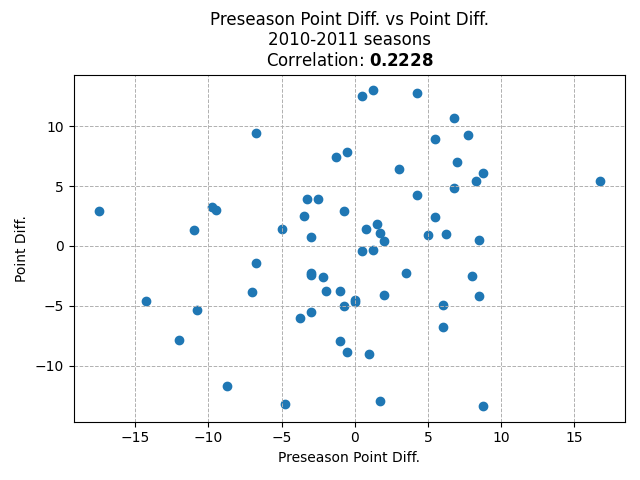 Preseason Point Diff. vs Point Diff.
2010-2011 seasons
Correlation: 0.2228
10
5
0
−5
−10
Point Diff.
−15 −10 −5 0 5 10 15
Preseason Point Diff.